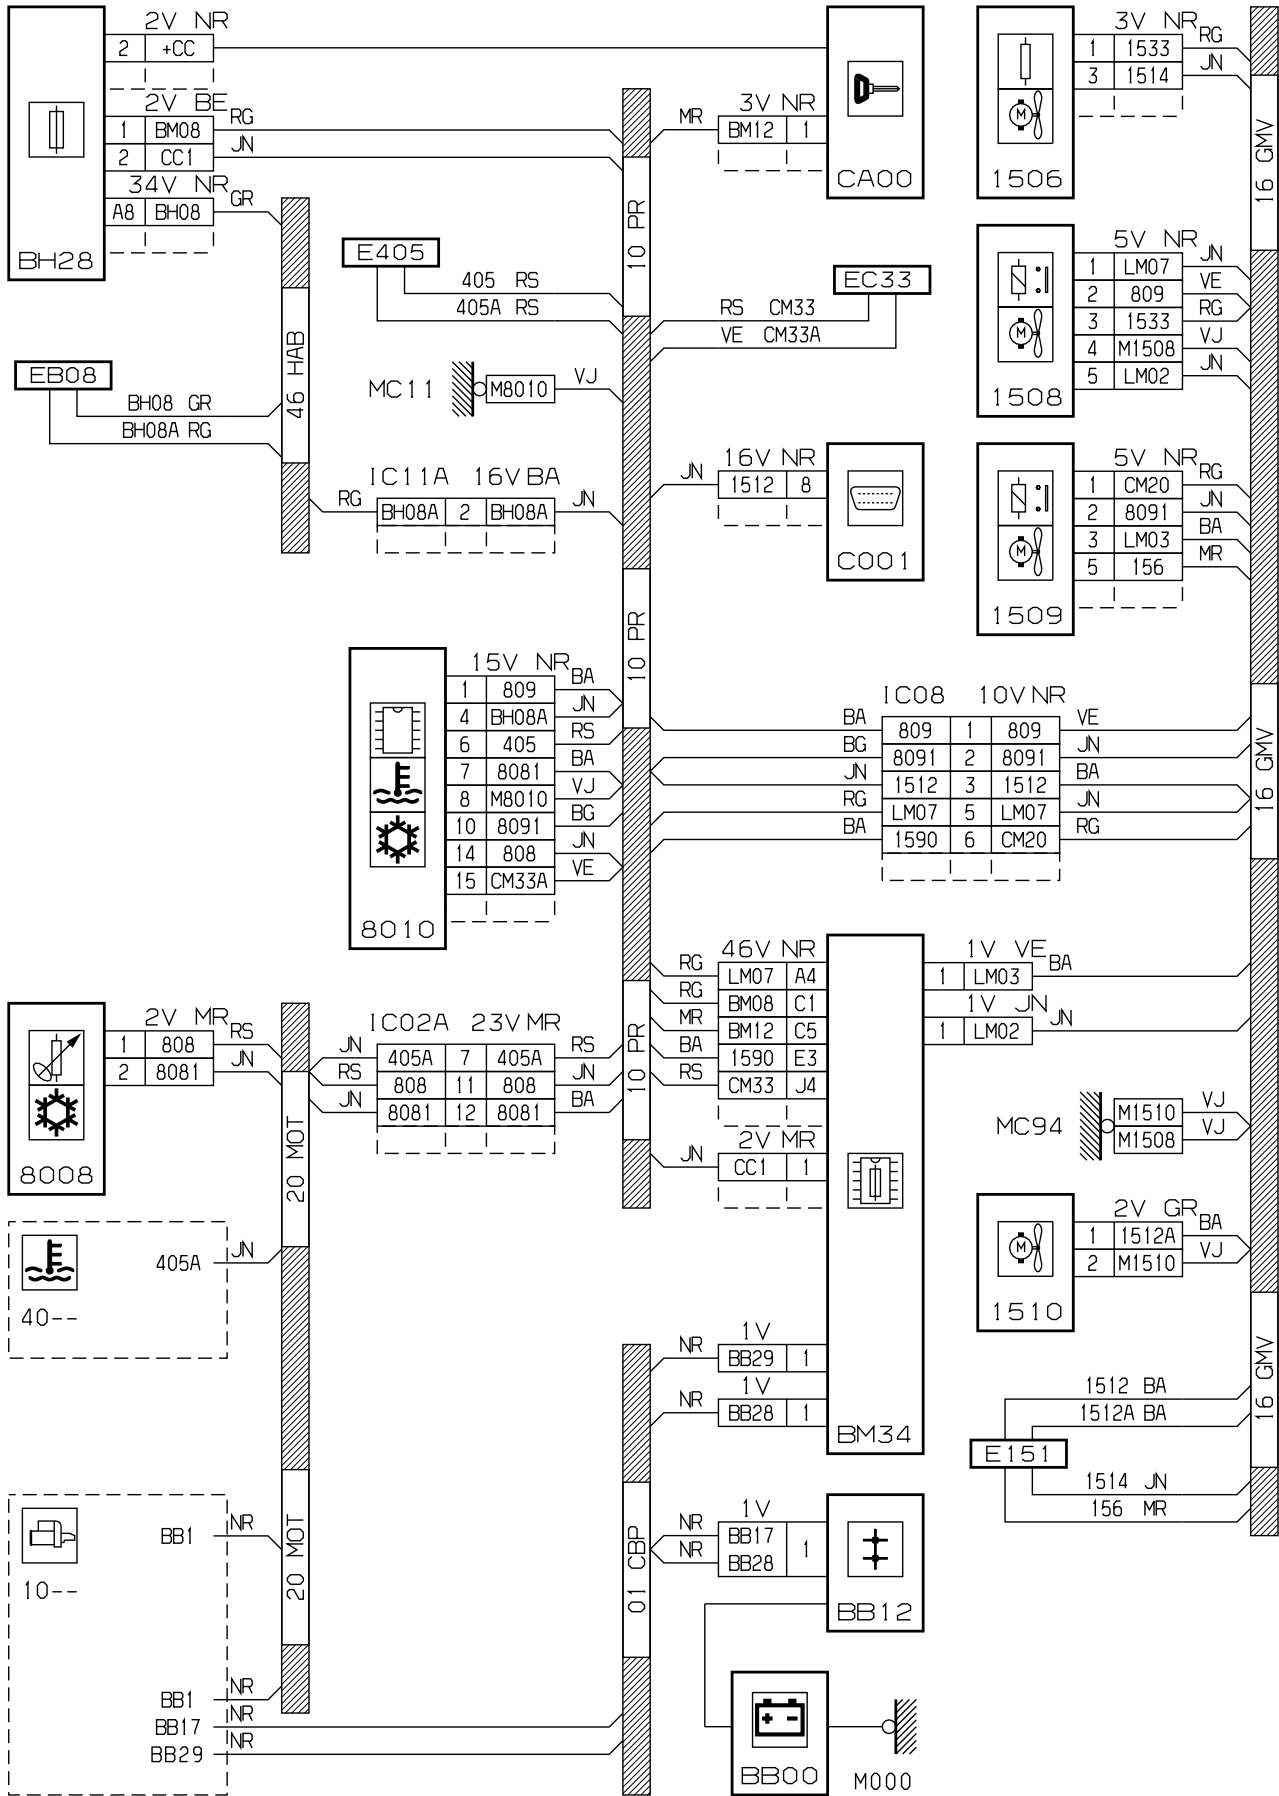 2V NR
2 +CC
2V BE
1 BM08 RG
2 CC1 JN
34V NR
A8 BH08 GR
BH28
3V NR
MR BM12 1
CA00
3V NR
1 1533 RG
3 1514 JN
1506
16 GMV
10 PR
E405
405 RS
405A RS
EC33
RS CM33
VE CM33A
5V NR
1 LM07 JN
2 809 VE
3 1533 RG
4 M1508 VJ
5 LM02 JN
1508
46 HAB
EB08
BH08 GR
BH08A RG
MC11 M8010 VJ
IC11A 16V BA
RG BH08A 2 BH08A JN
16V NR
JN 1512 8
C001
5V NR
1 CM20 RG
2 8091 JN
3 LM03 BA
5 156 MR
1509
10 PR
15V NR
1 809 BA
4 BH08A JN
6 405 RS
7 8081 BA
8 M8010 VJ
10 8091 BG
14 808 JN
15 CM33A VE
8010
IC08 10V NR
BA 809 1 809 VE
BG 8091 2 8091 JN
JN 1512 3 1512 BA
RG LM07 5 LM07 JN
BA 1590 6 CM20 RG
16 GMV
46V NR
RG LM07 A4
RG BM08 C1
MR BM12 C5
BA 1590 E3
RS CM33 J4
2V MR
JN CC1 1
1V VE
1 LM03 BA
1V JN
1 LM02 JN
10 PR
2V MR
1 808 RS
2 8081 JN
8008
IC02A 23V MR
JN 405A 7 405A RS
RS 808 11 808 JN
JN 8081 12 8081 BA
20 MOT
MC94
M1510 VJ
M1508 VJ
405A JN
40--
2V GR
1 1512A BA
2 M1510 VJ
1510
1V
NR BB29 1
1V
NR BB28 1
BM34
16 GMV
1512 BA
1512A BA
E151
1514 JN
156 MR
20 MOT
BB1 NR
10--
BB1 NR
BB17 NR
BB29 NR
01 CBP
1V
NR BB17
NR BB28 1
BB12
BB00
M000